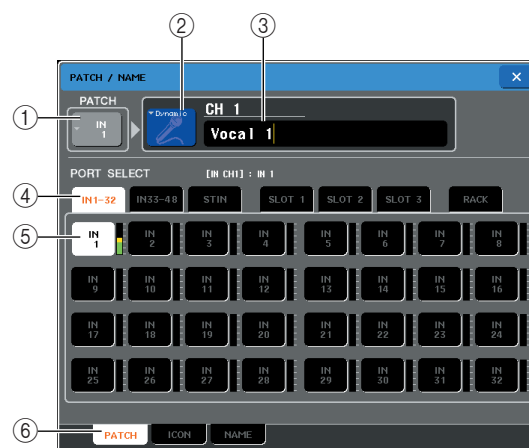 ② ③
PATCH / NAME ×
① PATCH IN 1 Dynamic CH 1
Vocal 1
PORT SELECT [IN CH1] : IN 1
④ IN1-32 IN33-48 STIN SLOT 1 SLOT 2 SLOT 3 RACK
⑤ IN 1 IN 2 IN 3 IN 4 IN 5 IN 6 IN 7 IN 8
IN 9 IN 10 IN 11 IN 12 IN 13 IN 14 IN 15 IN 16
IN 17 IN 18 IN 19 IN 20 IN 21 IN 22 IN 23 IN 24
IN 25 IN 26 IN 27 IN 28 IN 29 IN 30 IN 31 IN 32
⑥ PATCH ICON NAME